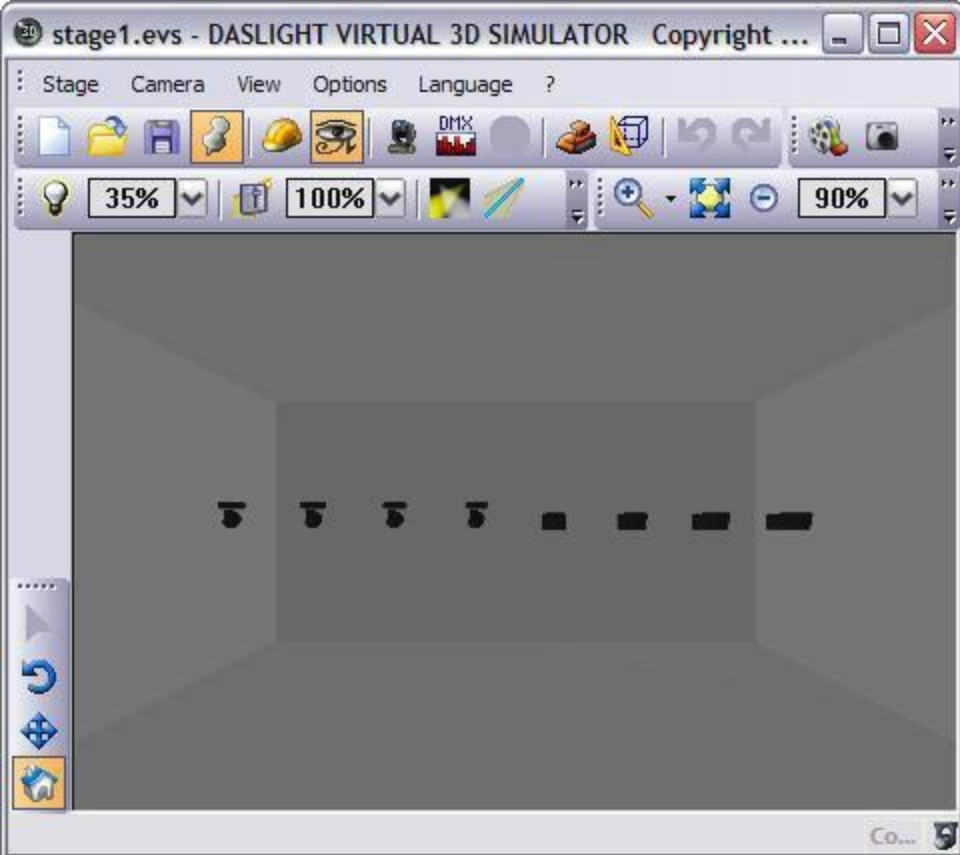 stage1.evs - DASLIGHT VIRTUAL 3D SIMULATOR Copyright ...
Stage Camera View Options Language ?
DMX
35% 100% 90%
Co...